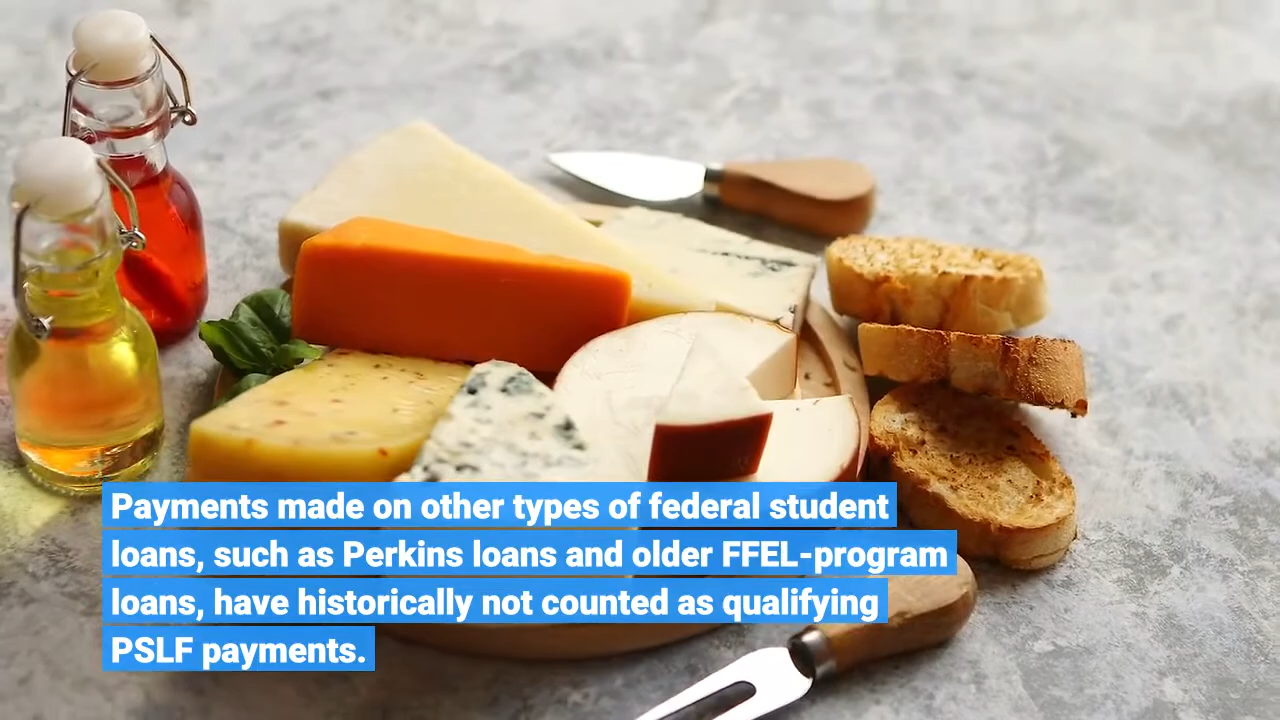 Payments made on other types of federal student
loans, such as Perkins loans and older FFEL-program
loans, have historically not counted as qualifying
PSLF payments.